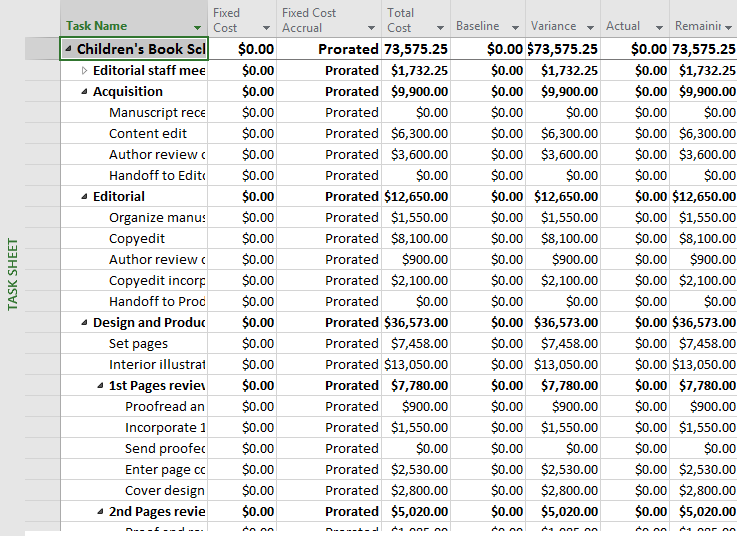 Task Name Fixed Cost Fixed Cost Accrual Total Cost Baseline Variance Actual Remainin
Children's Book Scl $0.00 Prorated 73,575.25 $0.00 $73,575.25 $0.00 73,575.25
Editorial staff mee $0.00 Prorated $1,732.25 $0.00 $1,732.25 $0.00 $1,732.25
Acquisition $0.00 Prorated $9,900.00 $0.00 $9,900.00 $0.00 $9,900.00
Manuscript rece $0.00 Prorated $0.00 $0.00 $0.00 $0.00 $0.00
Content edit $0.00 Prorated $6,300.00 $0.00 $6,300.00 $0.00 $6,300.00
Author review c $0.00 Prorated $3,600.00 $0.00 $3,600.00 $0.00 $3,600.00
Handoff to Edito $0.00 Prorated $0.00 $0.00 $0.00 $0.00 $0.00
Editorial $0.00 Prorated $12,650.00 $0.00 $12,650.00 $0.00 $12,650.00
Organize manus $0.00 Prorated $1,550.00 $0.00 $1,550.00 $0.00 $1,550.00
Copyedit $0.00 Prorated $8,100.00 $0.00 $8,100.00 $0.00 $8,100.00
Author review c $0.00 Prorated $900.00 $0.00 $900.00 $0.00 $900.00
Copyedit incorp $0.00 Prorated $2,100.00 $0.00 $2,100.00 $0.00 $2,100.00
Handoff to Prod $0.00 Prorated $0.00 $0.00 $0.00 $0.00 $0.00
Design and Produc $0.00 Prorated $36,573.00 $0.00 $36,573.00 $0.00 $36,573.00
Set pages $0.00 Prorated $7,458.00 $0.00 $7,458.00 $0.00 $7,458.00
Interior illustrat $0.00 Prorated $13,050.00 $0.00 $13,050.00 $0.00 $13,050.00
1st Pages review $0.00 Prorated $7,780.00 $0.00 $7,780.00 $0.00 $7,780.00
Proofread an $0.00 Prorated $900.00 $0.00 $900.00 $0.00 $900.00
Incorporate 1 $0.00 Prorated $1,550.00 $0.00 $1,550.00 $0.00 $1,550.00
Send proofed $0.00 Prorated $0.00 $0.00 $0.00 $0.00 $0.00
Enter page co $0.00 Prorated $2,530.00 $0.00 $2,530.00 $0.00 $2,530.00
Cover design $0.00 Prorated $2,800.00 $0.00 $2,800.00 $0.00 $2,800.00
2nd Pages revie $0.00 Prorated $5,020.00 $0.00 $5,020.00 $0.00 $5,020.00
TASK SHEET